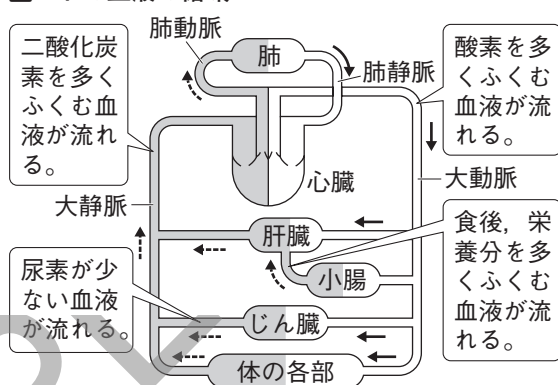 二酸化炭
素を多く
ふくむ血
液が流れ
る。
肺動脈
肺
肺静脈
酸素を多
くふくむ
血液が流
れる。
心臓
大静脈
大動脈
肝臓
小腸
食後，栄
養分を多
くふくむ
血液が流
れる。
尿素が少
ない血液
が流れる。
じん臓
体の各部